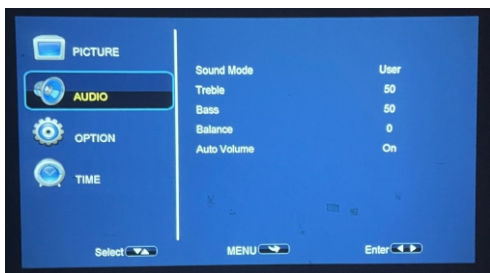 PICTURE
AUDIO
OPTION
TIME
Sound Mode User
Treble 50
Bass 50
Balance 0
Auto Volume On
Select MENU Enter